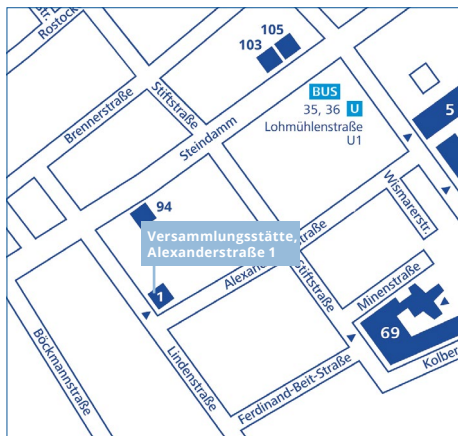 Rostock
105
103
BUS
35, 36 U
Lohmühlenstraße
U1
5
Brennerstraße
Stiftstraße
Steindamm
Wismarerstr.
94
Versammlungsstätte,
Alexanderstraße 1
Alexanderstraße
Stiftstraße
1
Minenstraße
69
Böckmannstraße
Lindenstraße
Ferdinand-Beit-Straße
Kolber